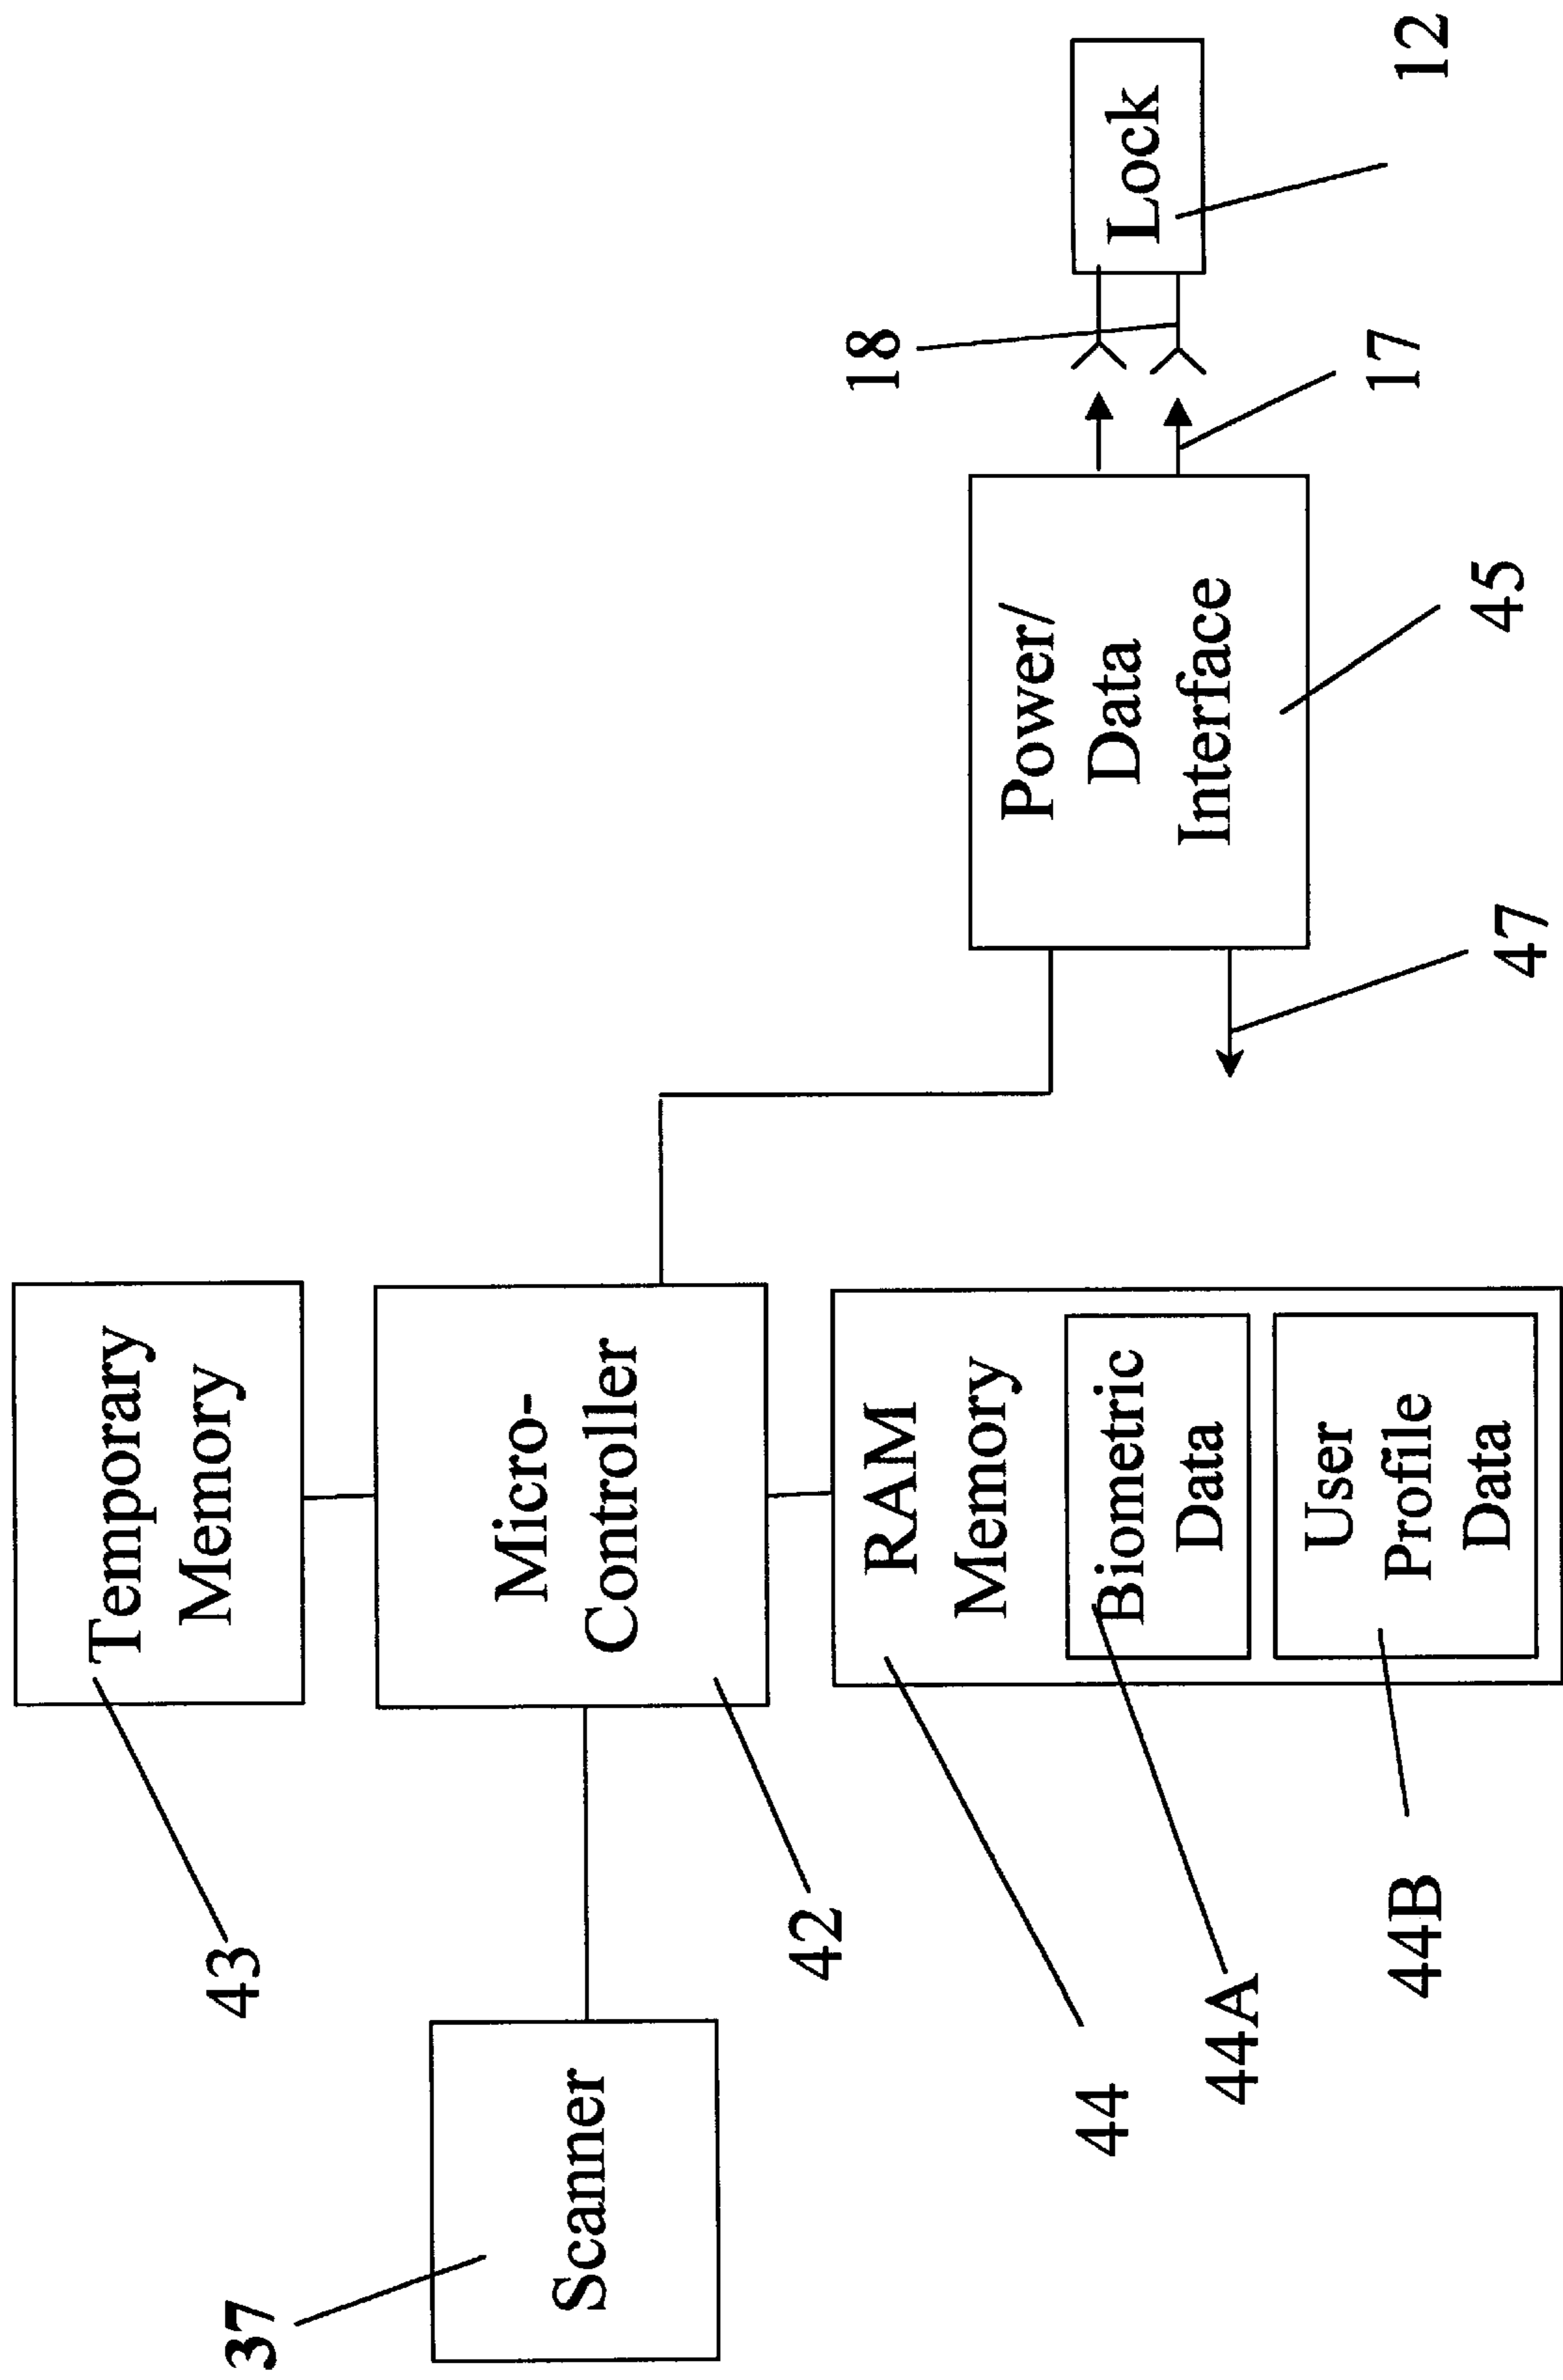 37
Scanner
43
Temporary
Memory
Micro-
Controller
42
RAM
Memory
Biometric
Data
User
Profile
Data
44
44A
44B
Power/
Data
Interface
47
45
18
17
Lock
12